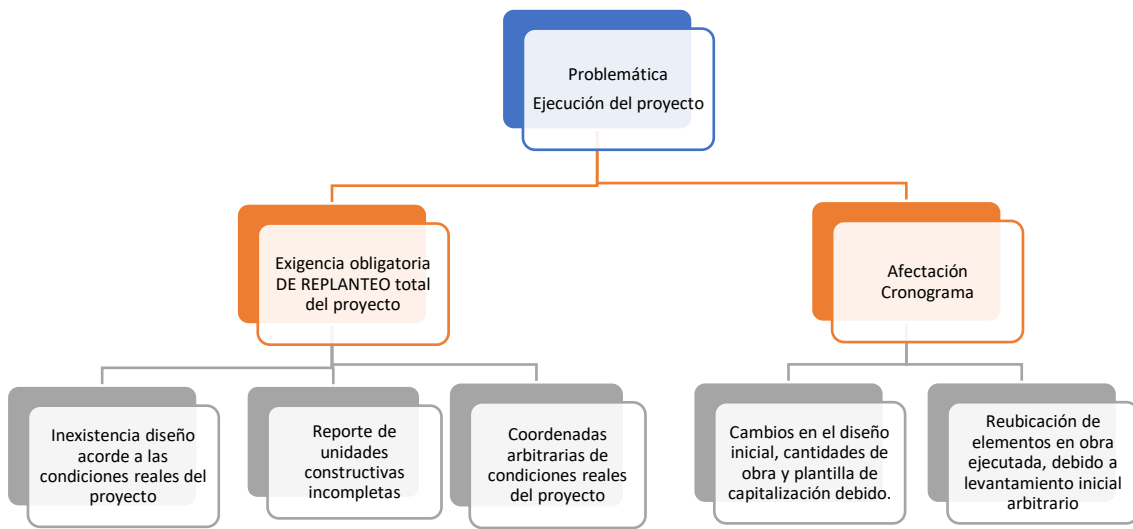 Problemática
Ejecución del proyecto
Exigencia obligatoria
DE REPLANTEO total
del proyecto
Afectación
Cronograma
Inexistencia diseño
acorde a las
condiciones reales del
proyecto
Reporte de
unidades
constructivas
incompletas
Coordenadas
arbitrarias de
condiciones reales
del proyecto
Cambios en el diseño
inicial, cantidades de
obra y plantilla de
capitalización debido.
Reubicación de
elementos en obra
ejecutada, debido a
levantamiento inicial
arbitrario